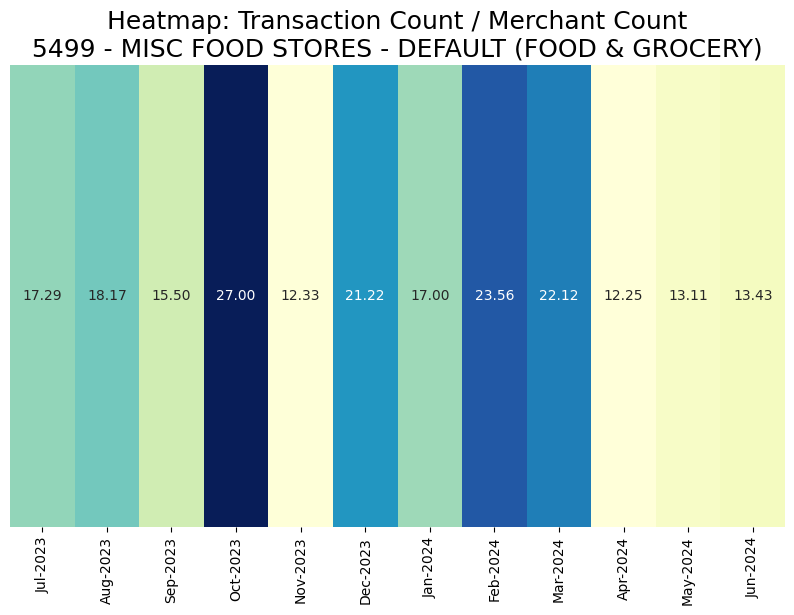 Heatmap: Transaction Count / Merchant Count
5499 - MISC FOOD STORES - DEFAULT (FOOD & GROCERY)
17.29 18.17 15.50 27.00 12.33 21.22 17.00 23.56 22.12 12.25 13.11 13.43
Jul-2023 Aug-2023 Sep-2023 Oct-2023 Nov-2023 Dec-2023 Jan-2024 Feb-2024 Mar-2024 Apr-2024 May-2024 Jun-2024